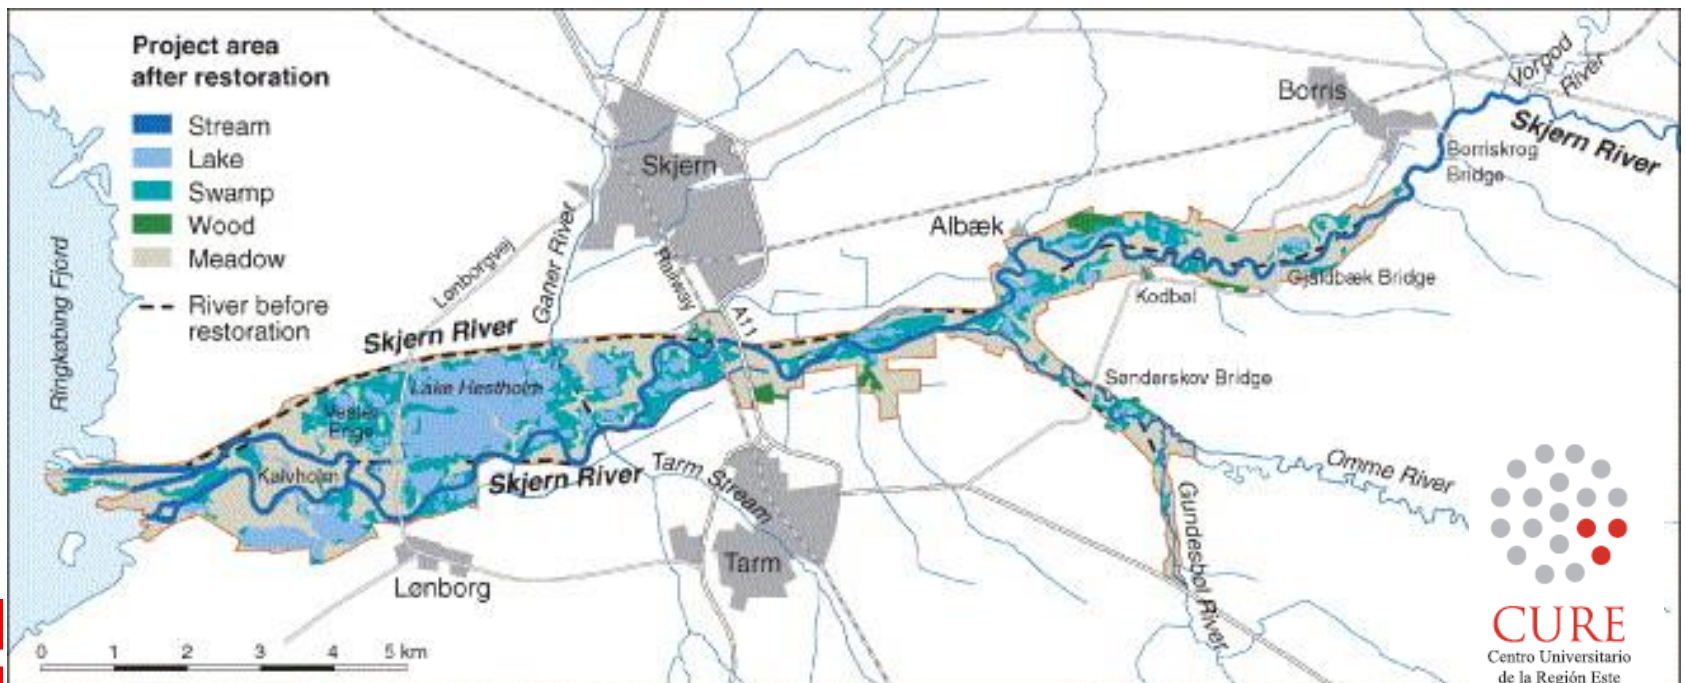 Project area
after restoration
Stream
Lake
Swamp
Wood
Meadow
River before
restoration
Ringkøbing Fjord
Lønborgvej
Ganer River
Skjern
Railway
A11
Skjern River
Lake Hestholm
Vester
Enge
Kalvholm
Skjern River
Tarm Stream
Tarm
Lønborg
Albæk
Kodbøl
Gjaldbæk Bridge
Sønderskov Bridge
Omme River
Gundesbøl River
Borris
Borriskrog
Bridge
Vorgod
River
Skjern River
0 1 2 3 4 5 km
CURE
Centro Universitario
de la Región Este